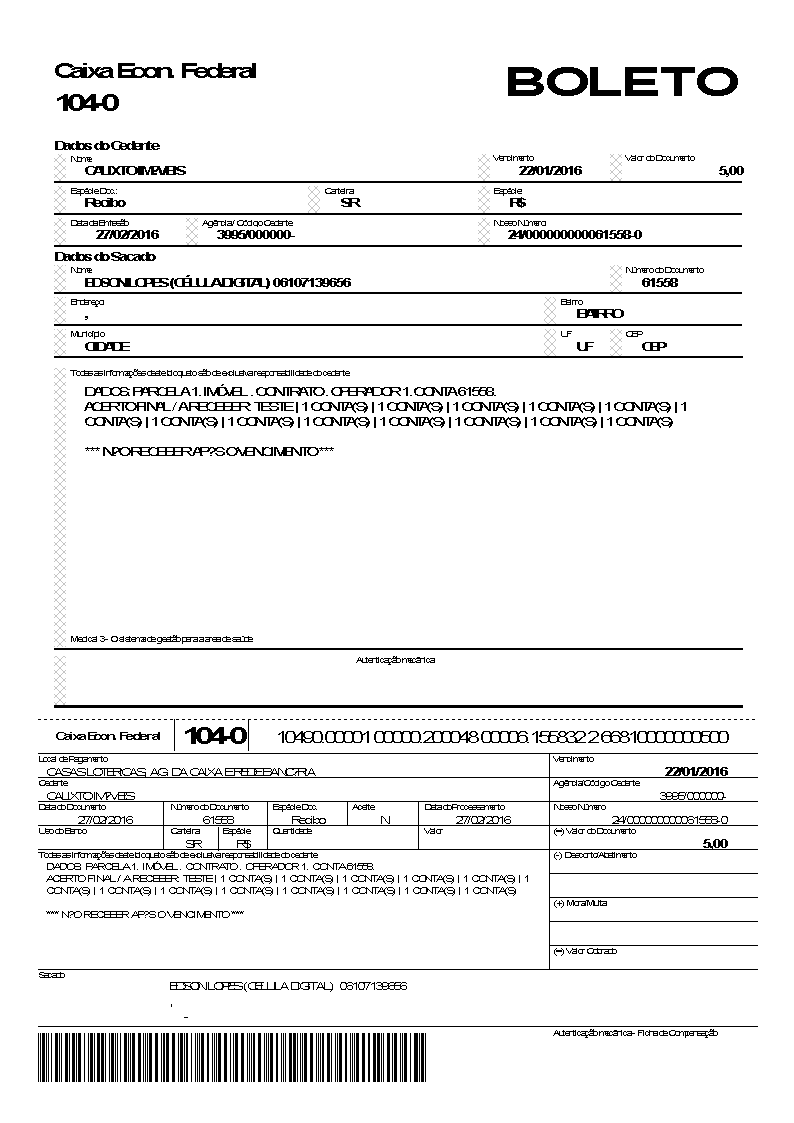 Caixa Econ. Federal
BOLETO
104-0
Dados do Cedente
Nome Vencimento Valor do Documento
CALIXTO IM?VEIS 22/01/2016 5,00
Espécie Doc.: Carteira Espécie
Recibo SR R$
Data da Emissão Agência / Código Cedente Nosso Número
27/02/2016 3995/000000- 24/000000000061558-0
Dados do Sacado
Nome Número do Documento
EDSON LOPES (CÉLULA DIGITAL) 06107139656 61558
Endereço Bairro
, BAIRRO
Município UF CEP
CIDADE UF CEP
Todas as informações deste bloqueto são de exclusiva responsabilidade do cedente
DADOS: PARCELA 1. IMÓVEL . CONTRATO . OPERADOR 1. CONTA 61558.
ACERTO FINAL / A RECEBER: TESTE | 1 CONTA(S) | 1 CONTA(S) | 1 CONTA(S) | 1 CONTA(S) | 1 CONTA(S) | 1
CONTA(S) | 1 CONTA(S) | 1 CONTA(S) | 1 CONTA(S) | 1 CONTA(S) | 1 CONTA(S) | 1 CONTA(S) | 1 CONTA(S)
*** N?O RECEBER AP?S O VENCIMENTO ***
Medical 3 - O sistema de gestão para a area de saúde
Autenticação mecânica
Caixa Econ. Federal 104-0 10490.00001 00000.200048 00006.155832 2 66810000000500
Local de Pagamento Vencimento
CASAS LOTERICAS, AG. DA CAIXA E REDE BANC?RIA 22/01/2016
Cedente Agência/Código Cedente
CALIXTO IM?VEIS 3995/000000-
Data do Documento Número do Documento Espécie Doc. Aceite Data do Processamento Nosso Número
27/02/2016 61558 Recibo N 27/02/2016 24/000000000061558-0
Uso do Banco Carteira Espécie Quantidade Valor (=) Valor do Documento
SR R$ 5,00
Todas as informações deste bloqueto são de exclusiva responsabilidade do cedente (-) Desconto/Abatimento
DADOS: PARCELA 1. IMÓVEL . CONTRATO . OPERADOR 1. CONTA 61558.
ACERTO FINAL / A RECEBER: TESTE | 1 CONTA(S) | 1 CONTA(S) | 1 CONTA(S) | 1 CONTA(S) | 1 CONTA(S) | 1
CONTA(S) | 1 CONTA(S) | 1 CONTA(S) | 1 CONTA(S) | 1 CONTA(S) | 1 CONTA(S) | 1 CONTA(S) | 1 CONTA(S)
(+) Mora/Multa
*** N?O RECEBER AP?S O VENCIMENTO ***
(=) Valor Cobrado
Sacado
EDSON LOPES (CÉLULA DIGITAL) 06107139656
,
-
Autenticação mecânica - Ficha de Compensação